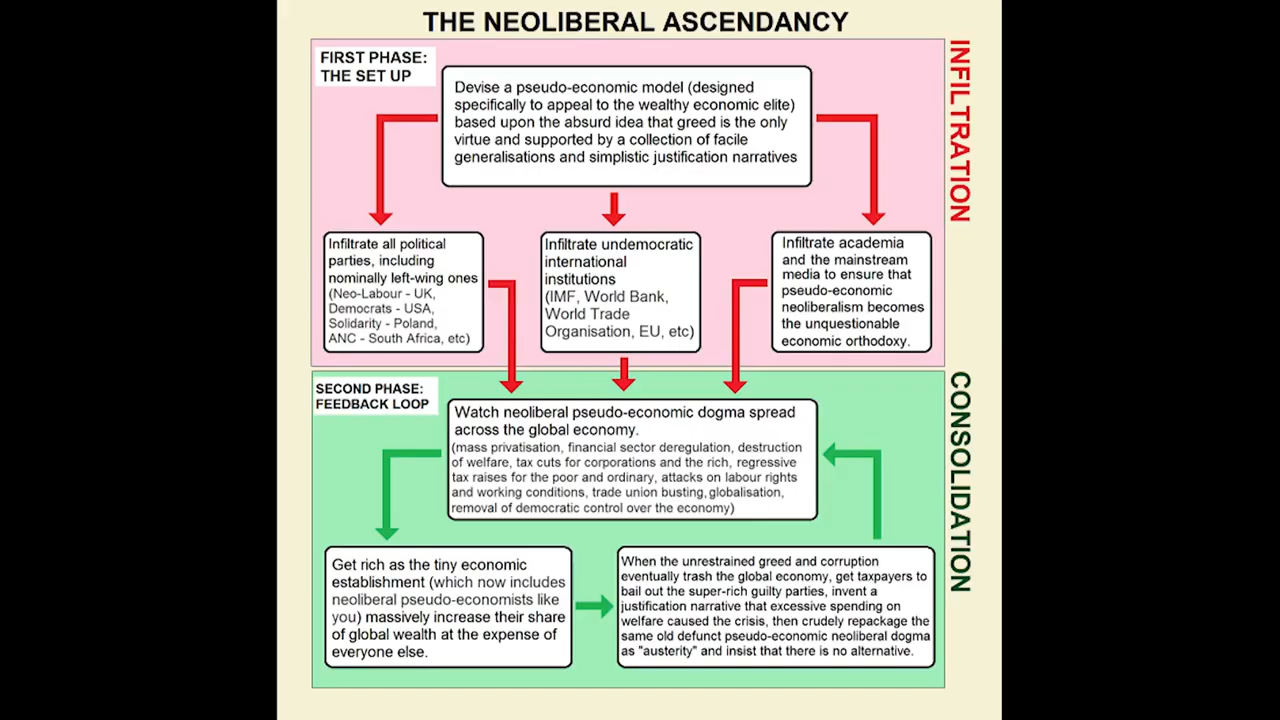 THE NEOLIBERAL ASCENDANCY
FIRST PHASE:
THE SET UP
INFILTRATION
Devise a pseudo-economic model (designed
specifically to appeal to the wealthy economic elite)
based upon the absurd idea that greed is the only
virtue and supported by a collection of facile
generalisations and simplistic justification narratives
Infiltrate all political
parties, including
nominally left-wing ones
(Neo-Labour - UK,
Democrats - USA,
Solidarity - Poland,
ANC - South Africa, etc)
Infiltrate undemocratic
international
institutions
(IMF, World Bank,
World Trade
Organisation, EU, etc)
Infiltrate academia
and the mainstream
media to ensure that
pseudo-economic
neoliberalism becomes
the unquestionable
economic orthodoxy.
SECOND PHASE:
FEEDBACK LOOP
CONSOLIDATION
Watch neoliberal pseudo-economic dogma spread
across the global economy.
(mass privatisation, financial sector deregulation, destruction
of welfare, tax cuts for corporations and the rich, regressive
tax raises for the poor and ordinary, attacks on labour rights
and working conditions, trade union busting, globalisation,
removal of democratic control over the economy)
Get rich as the tiny economic
establishment (which now includes
neoliberal pseudo-economists like
you) massively increase their share
of global wealth at the expense of
everyone else.
When the unrestrained greed and corruption
eventually trash the global economy, get taxpayers to
bail out the super-rich guilty parties, invent a
justification narrative that excessive spending on
welfare caused the crisis, then crudely repackage the
same old defunct pseudo-economic neoliberal dogma
as "austerity" and insist that there is no alternative.